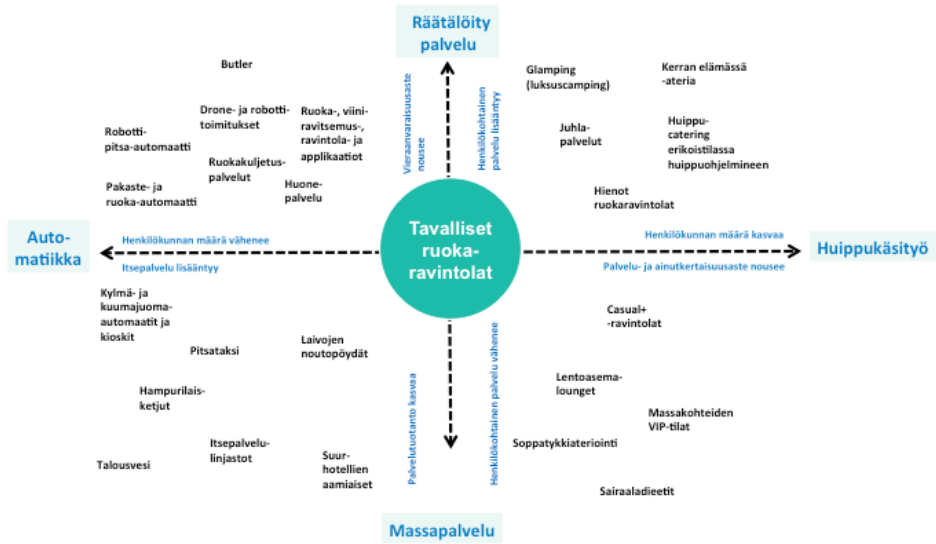 Räätälöity
palvelu
Butler
Drone- ja robotti-
toimitukset
Ruoka-, viini-
ravitsemus-,
ravintola- ja
applikaatiot
Robotti-
pitsa-automaatti
Ruokakuljetus-
palvelut
Pakaste- ja
ruoka-automaatti
Huone-
palvelu
Vieraanvaraisuusaste
nousee
Henkilökohtainen
palvelu lisääntyy
Glamping
(luksuscamping)
Kerran elämässä
-ateria
Juhla-
palvelut
Huippu-
catering
erikoistilassa
huippuohjelmineen
Hienot
ruokaravintolat
Auto-
matiikka
Henkilökunnan määrä vähenee
Itsepalvelu lisääntyy
Tavalliset
ruoka-
ravintolat
Henkilökunnan määrä kasvaa
Palvelu- ja ainutkertaisuusaste nousee
Huippukäsityö
Kylmä- ja
kuumajuoma-
automaatit ja
kioskit
Pitsataksi
Laivojen
noutopöydät
Hampurilais-
ketjut
Itsepalvelu-
linjastot
Talousvesi
Suur-
hotellien
aamiaiset
Palvelutuotanto kasvaa
Henkilökohtainen palvelu vähenee
Casual+
-ravintolat
Lentoasema-
lounget
Massakohteiden
VIP-tilat
Soppatykkiateriointi
Sairaaladieetit
Massapalvelu